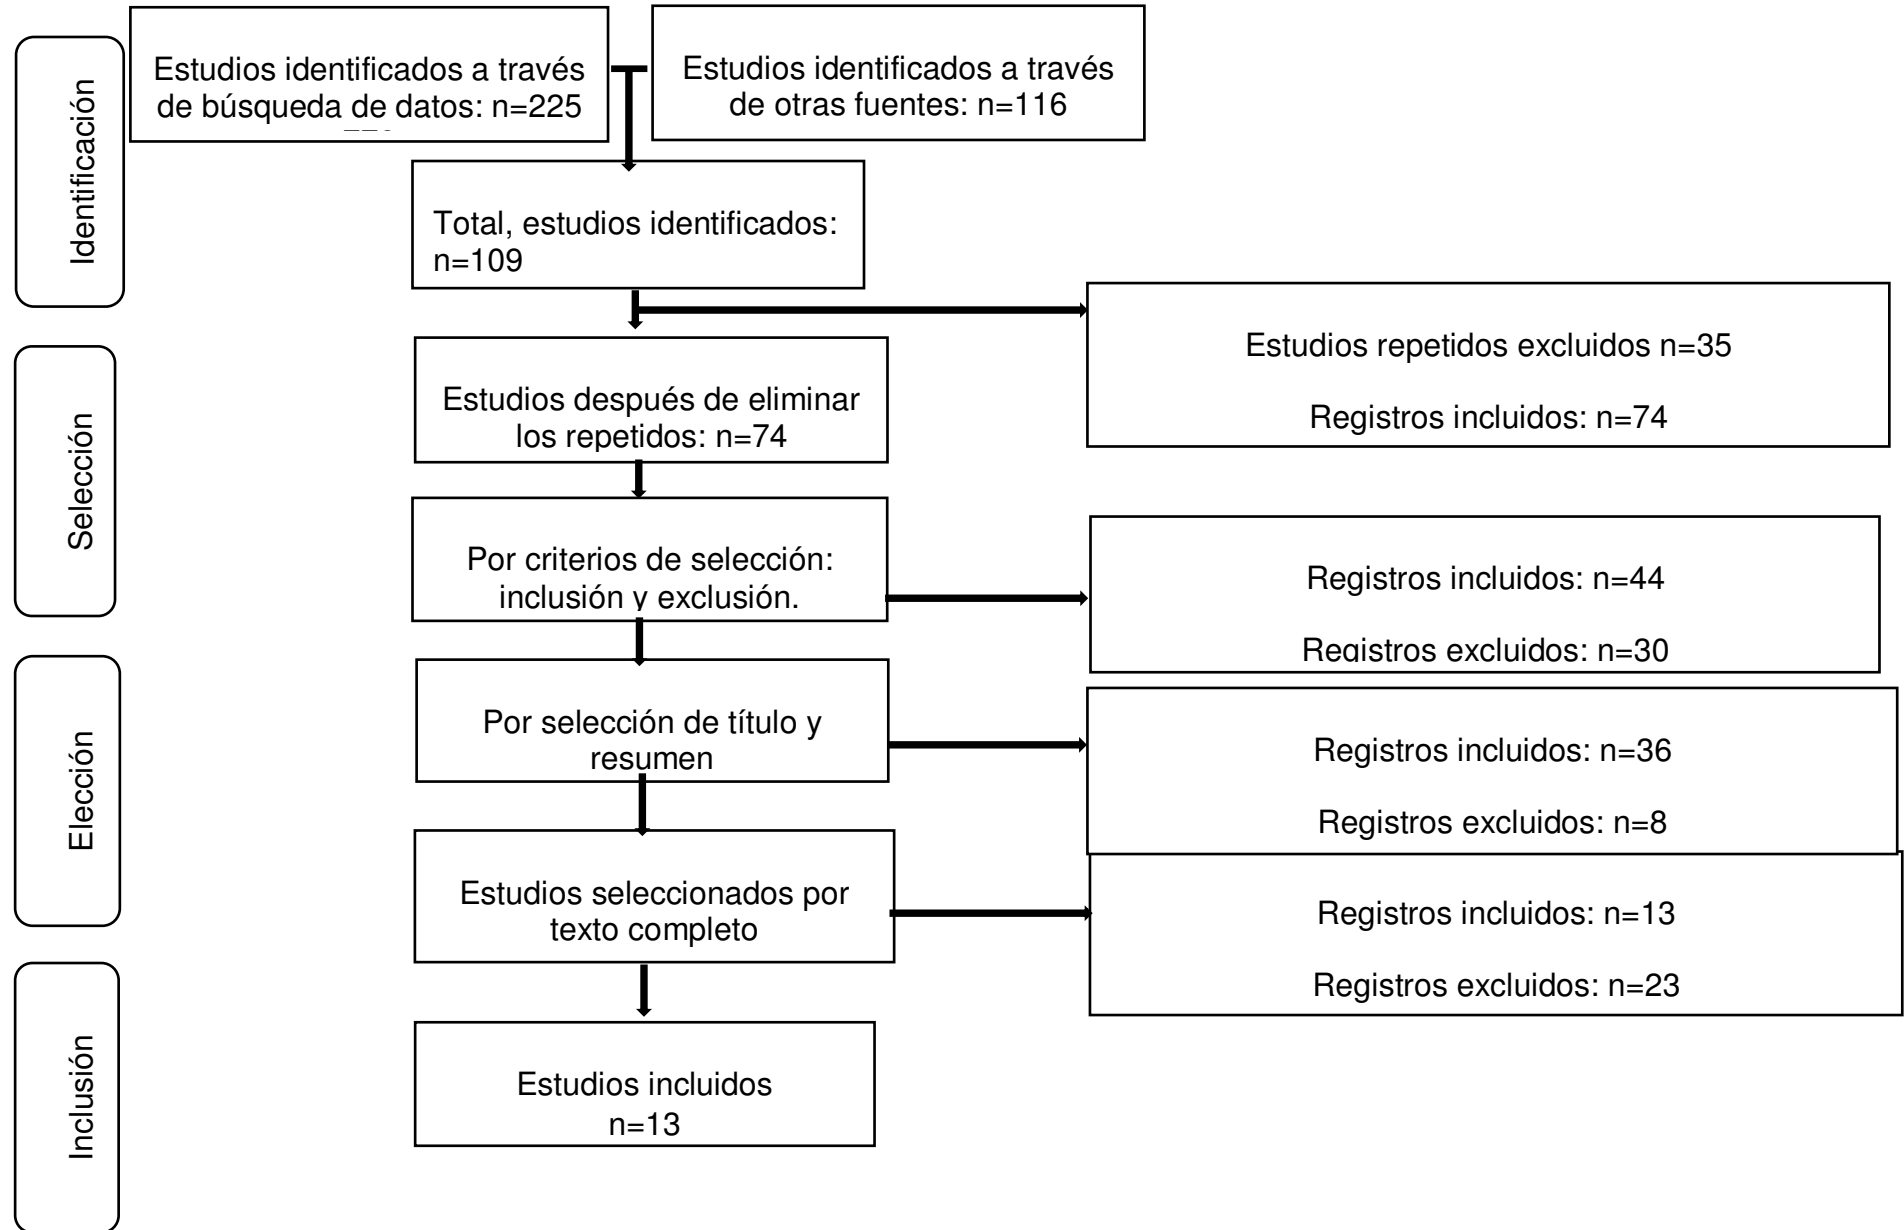 Identificación
Estudios identificados a través
de búsqueda de datos: n=225
Estudios identificados a través
de otras fuentes: n=116
Total, estudios identificados:
n=109
Estudios repetidos excluidos n=35
Registros incluidos: n=74
Selección
Estudios después de eliminar
los repetidos: n=74
Por criterios de selección:
inclusión y exclusión.
Registros incluidos: n=44
Registros excluidos: n=30
Elección
Por selección de título y
resumen
Registros incluidos: n=36
Registros excluidos: n=8
Estudios seleccionados por
texto completo
Registros incluidos: n=13
Registros excluidos: n=23
Inclusión
Estudios incluidos
n=13